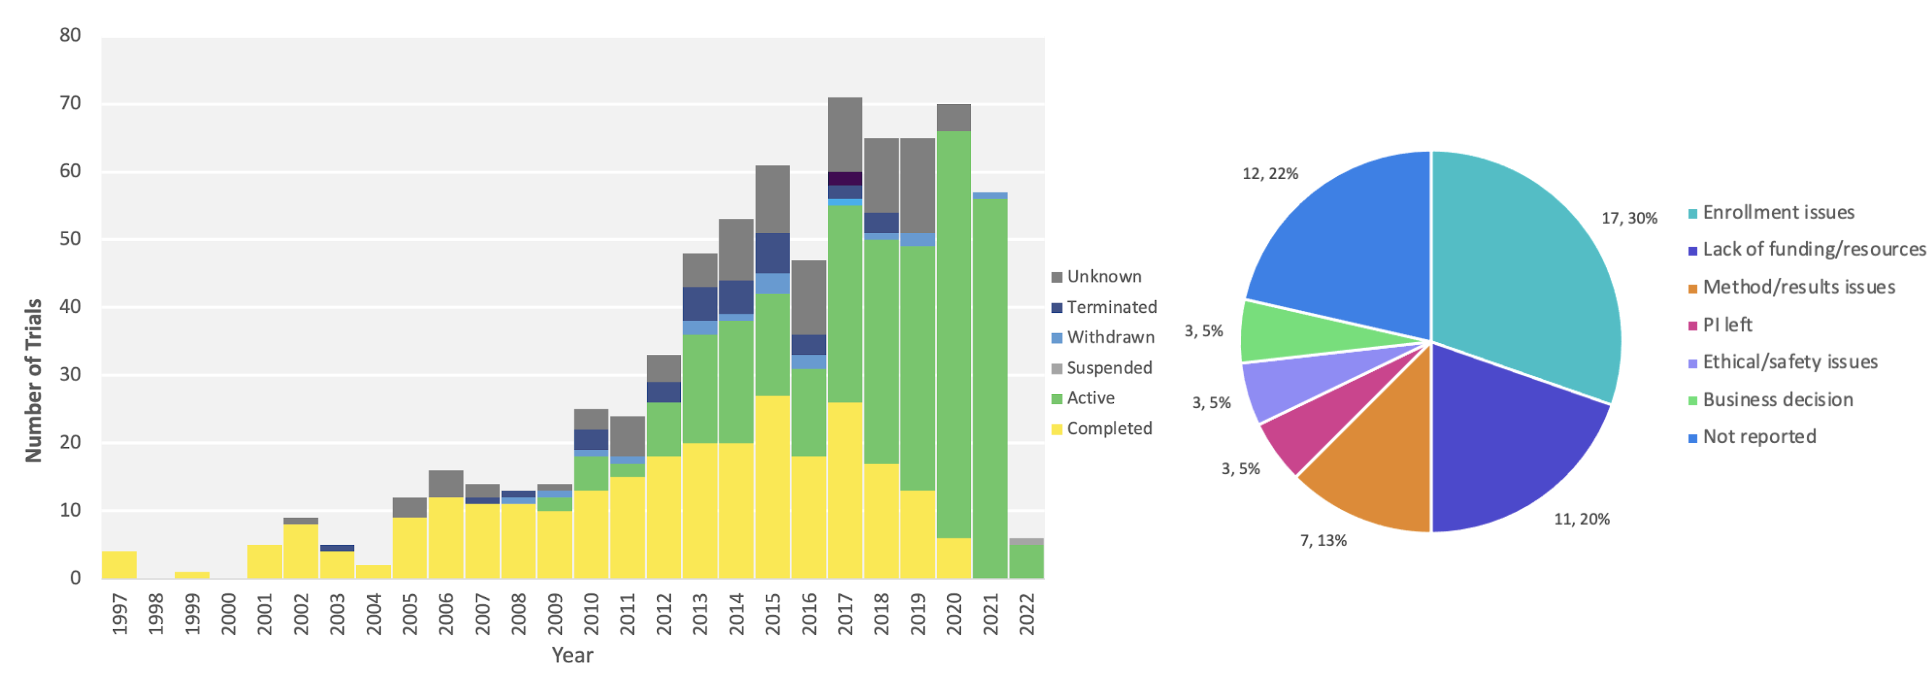 80
70
60
50
40
30
20
10
0
Number of Trials
1997 1998 1999 2000 2001 2002 2003 2004 2005 2006 2007 2008 2009 2010 2011 2012 2013 2014 2015 2016 2017 2018 2019 2020 2021 2022
Year
Unknown
Terminated
Withdrawn
Suspended
Active
Completed
12, 22%
17, 30%
3, 5%
3, 5%
3, 5%
7, 13%
11, 20%
Enrollment issues
Lack of funding/resources
Method/results issues
PI left
Ethical/safety issues
Business decision
Not reported